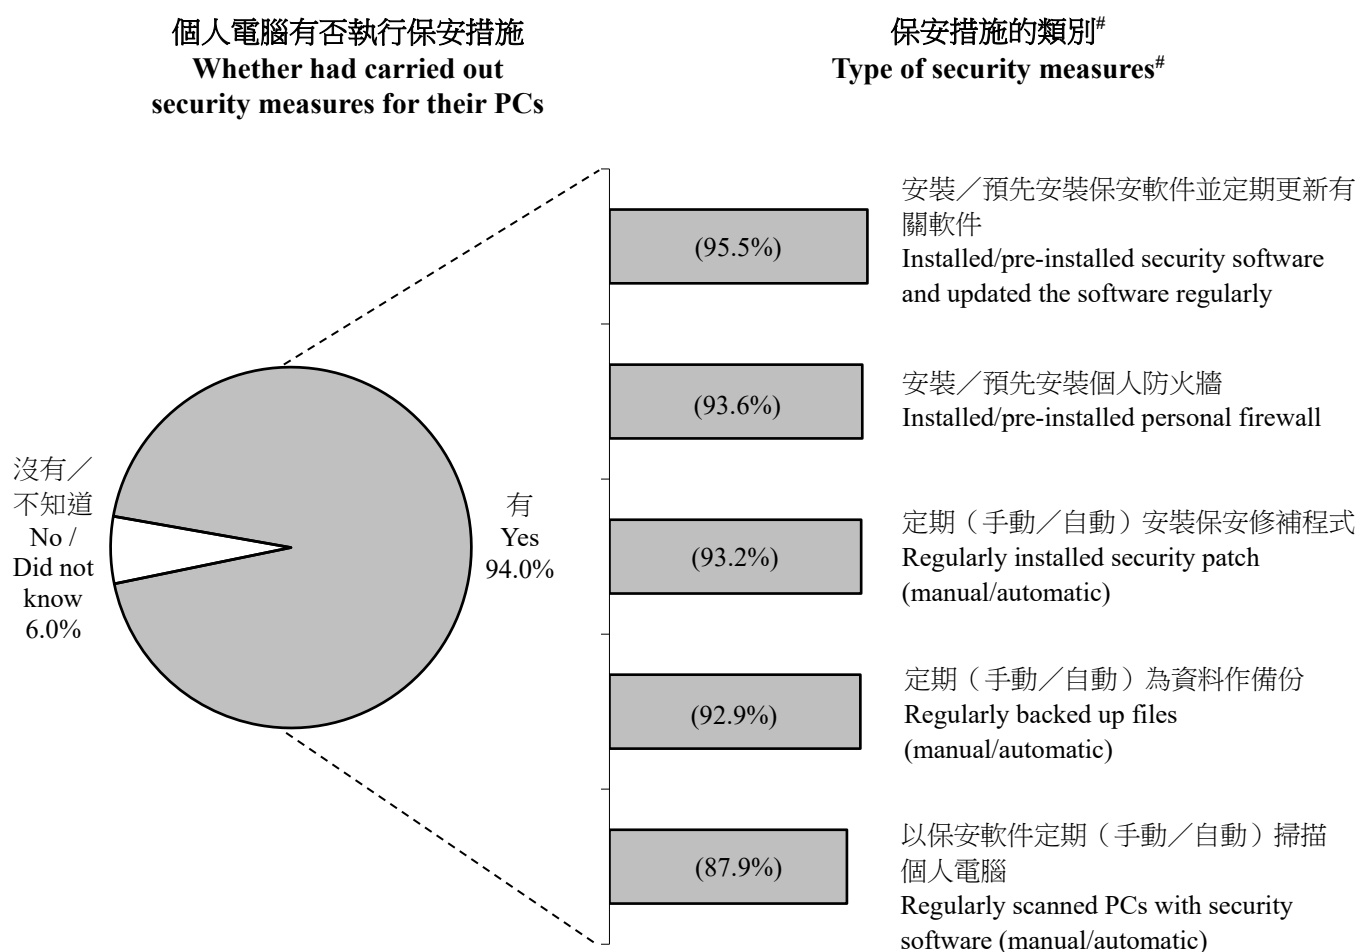 個人電腦有否執行保安措施
Whether had carried out
security measures for their PCs
保安措施的類別#
Type of security measures#
沒有／
不知道
No /
Did not
know
6.0%
有
Yes
94.0%
(95.5%)
安裝／預先安裝保安軟件並定期更新有
關軟件
Installed/pre-installed security software
and updated the software regularly
(93.6%)
安裝／預先安裝個人防火牆
Installed/pre-installed personal firewall
(93.2%)
定期（手動／自動）安裝保安修補程式
Regularly installed security patch
(manual/automatic)
(92.9%)
定期（手動／自動）為資料作備份
Regularly backed up files
(manual/automatic)
(87.9%)
以保安軟件定期（手動／自動）掃描
個人電腦
Regularly scanned PCs with security
software (manual/automatic)